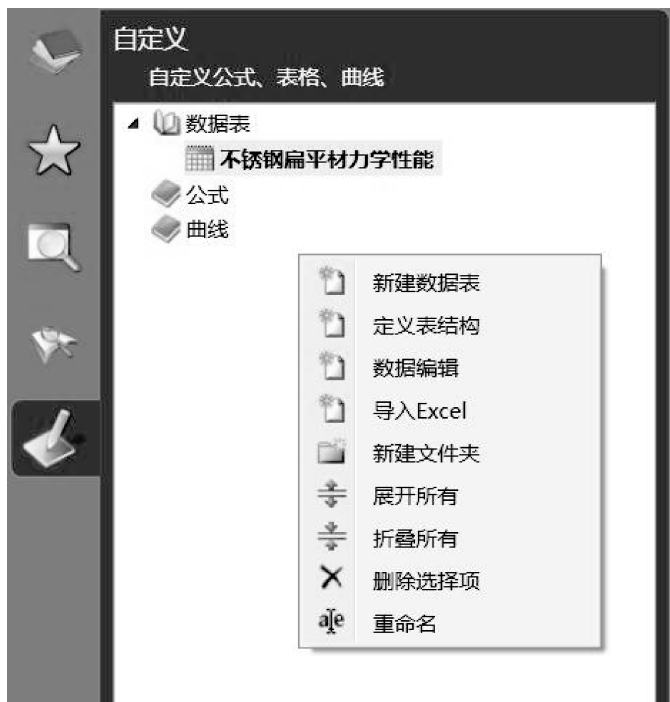 自定义
自定义公式、表格、曲线
数据表
不锈钢扁平材力学性能
公式
曲线
新建数据表
定义表结构
数据编辑
导入Excel
新建文件夹
展开所有
折叠所有
删除选择项
重命名